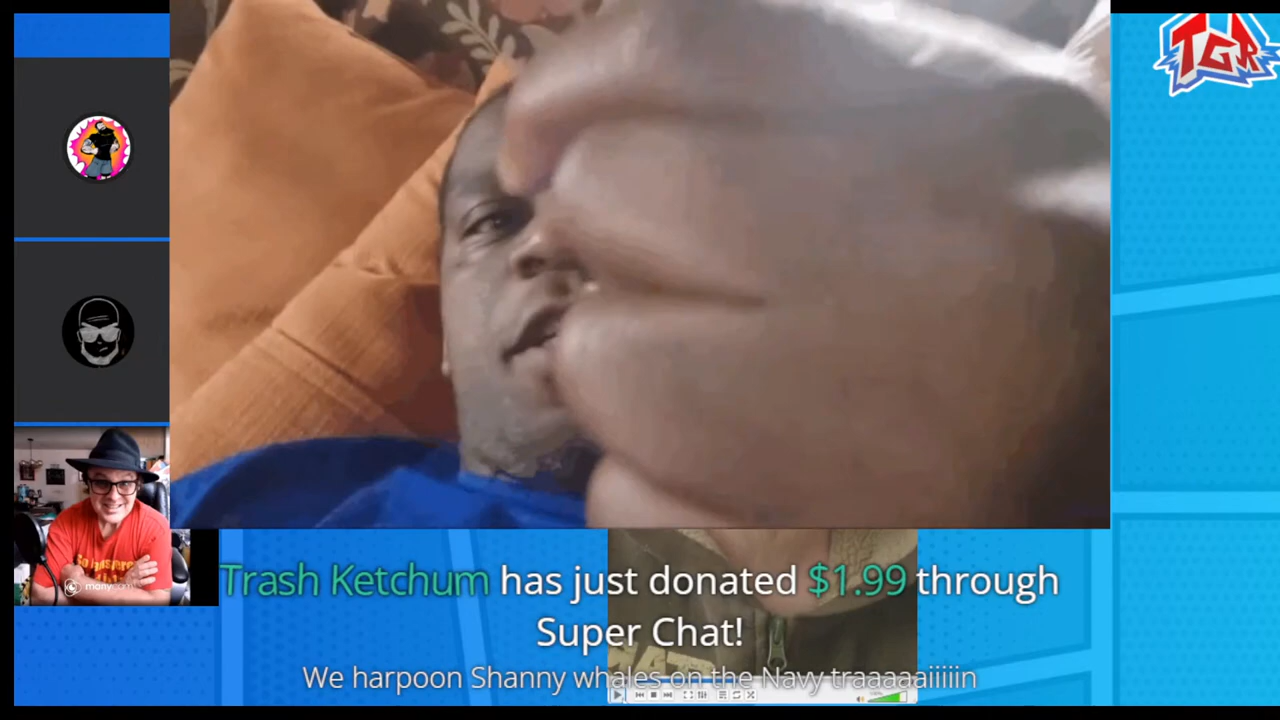 TGR
manycam
Trash Ketchum has just donated $1.99 through
Super Chat!
We harpoon Shanny whales on the Navy traaaaaiiiiin